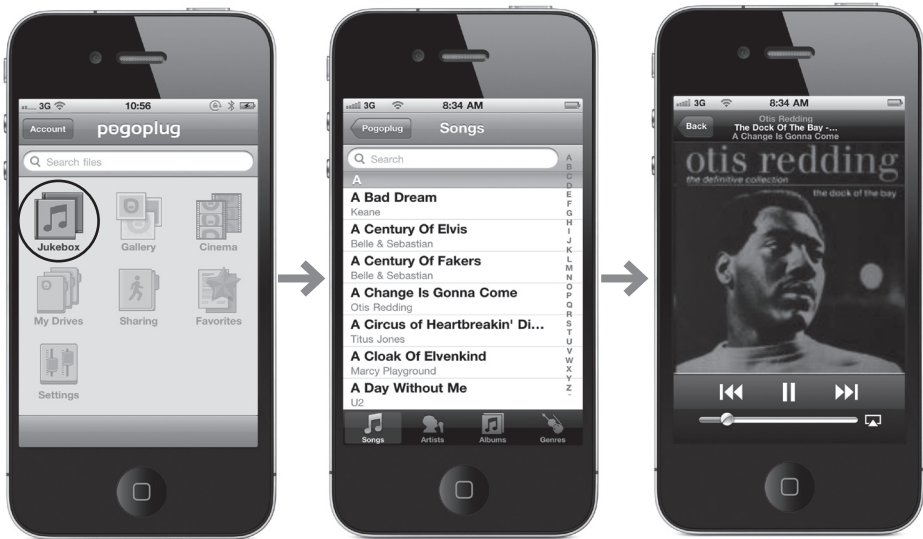 3G
10:56
Account
pogoplug
Search files
Jukebox
Gallery
Cinema
My Drives
Sharing
Favorites
Settings
3G
8:34 AM
Pogoplug
Songs
Search
A
A Bad Dream
Keane
A Century Of Elvis
Belle & Sebastian
A Century Of Fakers
Belle & Sebastian
A Change Is Gonna Come
Otis Redding
A Circus of Heartbreakin' Di...
Titus Jones
A Cloak Of Elvenkind
Marcy Playground
A Day Without Me
U2
A
B
C
D
E
F
G
H
I
J
K
L
M
N
O
P
Q
R
S
T
U
V
W
X
Y
Z
Songs
Artists
Albums
Genres
3G
8:34 AM
Back
Otis Redding
The Dock Of The Bay -...
A Change Is Gonna Come
otis redding
the definitive collection
the dock of the bay